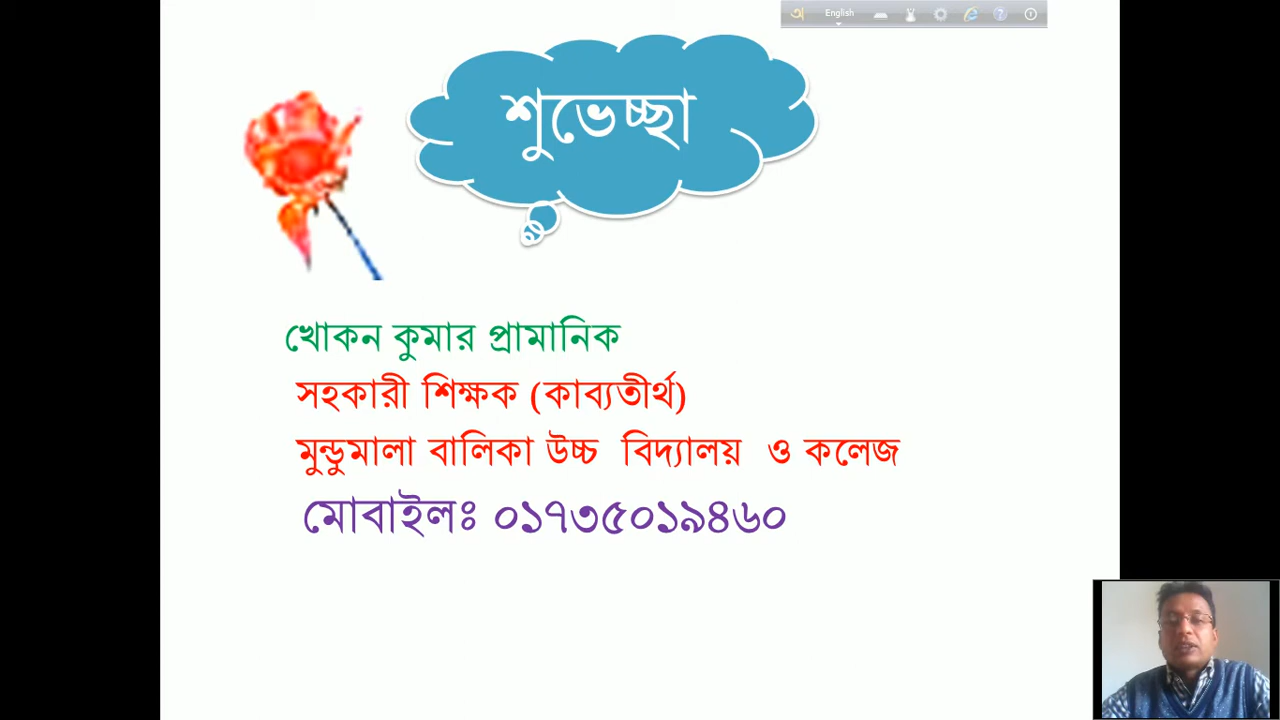 অ English
শুভেচ্ছা
খোকন কুমার প্রামানিক
সহকারী শিক্ষক (কাব্যতীর্থ)
মুন্ডুমালা বালিকা উচ্চ বিদ্যালয় ও কলেজ
মোবাইলঃ ০১৭৩৫০১৯৪৬০